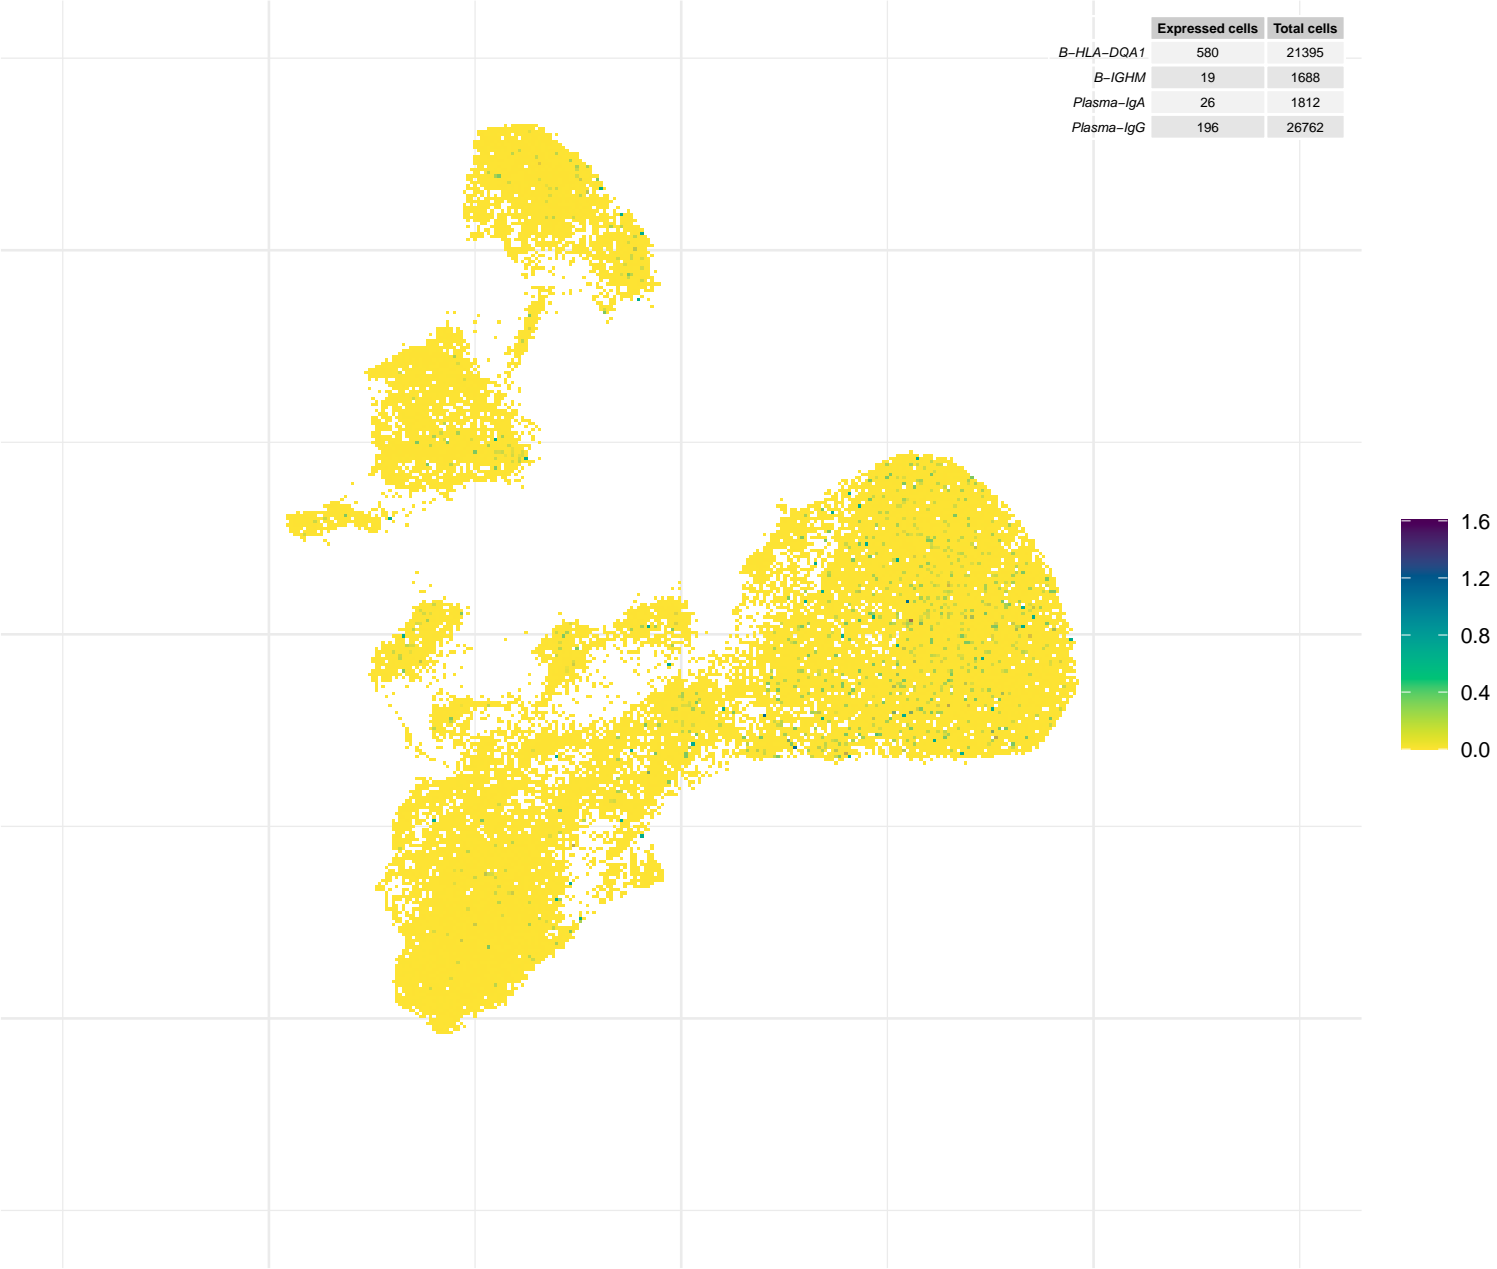 Expressed cells Total cells
B−HLA−DQA1 580 21395
B−IGHM 19 1688
Plasma−IgA 26 1812
Plasma−IgG 196 26762
1.6
1.2
0.8
0.4
0.0